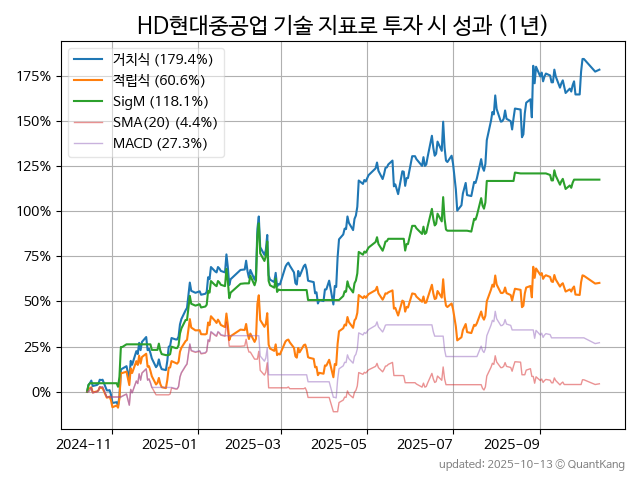 HD현대중공업 기술 지표로 투자 시 성과 (1년)
거치식 (179.4%)
적립식 (60.6%)
SigM (118.1%)
SMA(20) (4.4%)
MACD (27.3%)
175%
150%
125%
100%
75%
50%
25%
0%
2024-11
2025-01
2025-03
2025-05
2025-07
2025-09
updated: 2025-10-13 © QuantKang